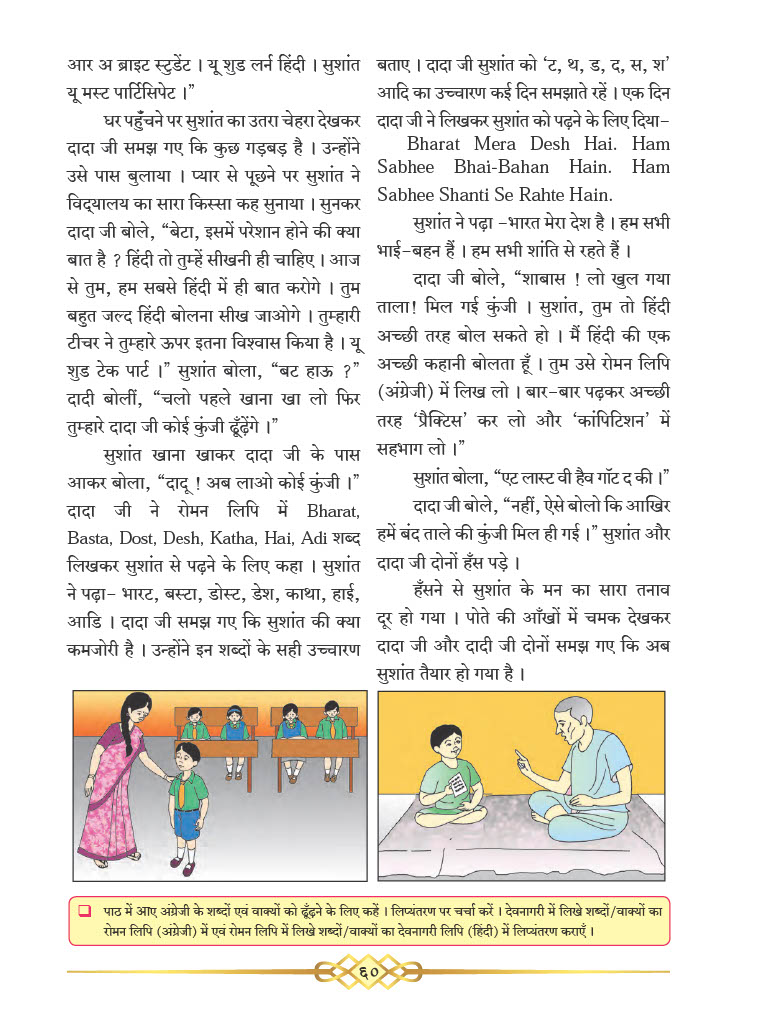 आर अ ब्राइट स्टुडेंट । यू शुड लर्न हिंदी । सुशांत
यू मस्ट पार्टिसिपेट ।”
घर पहुँचने पर सुशांत का उतरा चेहरा देखकर
दादा जी समझ गए कि कुछ गड़बड़ है । उन्होंने
उसे पास बुलाया । प्यार से पूछने पर सुशांत ने
विद्यालय का सारा किस्सा कह सुनाया । सुनकर
दादा जी बोले, “बेटा, इसमें परेशान होने की क्या
बात है ? हिंदी तो तुम्हें सीखनी ही चाहिए । आज
से तुम, हम सबसे हिंदी में ही बात करोगे । तुम
बहुत जल्द हिंदी बोलना सीख जाओगे । तुम्हारी
टीचर ने तुम्हारे ऊपर इतना विश्वास किया है । यू
शुड टेक पार्ट ।” सुशांत बोला, “बट हाऊ ?”
दादी बोलीं, “चलो पहले खाना खा लो फिर
तुम्हारे दादा जी कोई कुंजी ढूँढ़ेंगे ।”
सुशांत खाना खाकर दादा जी के पास
आकर बोला, “दादू ! अब लाओ कोई कुंजी ।”
दादा जी ने रोमन लिपि में Bharat,
Basta, Dost, Desh, Katha, Hai, Adi शब्द
लिखकर सुशांत से पढ़ने के लिए कहा । सुशांत
ने पढ़ा- भारट, बस्टा, डोस्ट, डेश, काथा, हाई,
आडि । दादा जी समझ गए कि सुशांत की क्या
कमजोरी है । उन्होंने इन शब्दों के सही उच्चारण
बताए । दादा जी सुशांत को ‘ट, थ, ड, द, स, श’
आदि का उच्चारण कई दिन समझाते रहें । एक दिन
दादा जी ने लिखकर सुशांत को पढ़ने के लिए दिया-
Bharat Mera Desh Hai. Ham
Sabhee Bhai-Bahan Hain. Ham
Sabhee Shanti Se Rahte Hain.
सुशांत ने पढ़ा -भारत मेरा देश है । हम सभी
भाई-बहन हैं । हम सभी शांति से रहते हैं ।
दादा जी बोले, “शाबास ! लो खुल गया
ताला! मिल गई कुंजी । सुशांत, तुम तो हिंदी
अच्छी तरह बोल सकते हो । मैं हिंदी की एक
अच्छी कहानी बोलता हूँ । तुम उसे रोमन लिपि
(अंग्रेजी) में लिख लो । बार-बार पढ़कर अच्छी
तरह ‘प्रैक्टिस’ कर लो और ‘कांपिटिशन’ में
सहभाग लो ।”
सुशांत बोला, “एट लास्ट वी हैव गॉट द की ।”
दादा जी बोले, “नहीं, ऐसे बोलो कि आखिर
हमें बंद ताले की कुंजी मिल ही गई ।” सुशांत और
दादा जी दोनों हँस पड़े ।
हँसने से सुशांत के मन का सारा तनाव
दूर हो गया । पोते की आँखों में चमक देखकर
दादा जी और दादी जी दोनों समझ गए कि अब
सुशांत तैयार हो गया है ।
पाठ में आए अंग्रेजी के शब्दों एवं वाक्यों को ढूँढ़ने के लिए कहें । लिप्यंतरण पर चर्चा करें । देवनागरी में लिखे शब्दों/वाक्यों का
रोमन लिपि (अंग्रेजी) में एवं रोमन लिपि में लिखे शब्दों/वाक्यों का देवनागरी लिपि (हिंदी) में लिप्यंतरण कराएँ ।
६०